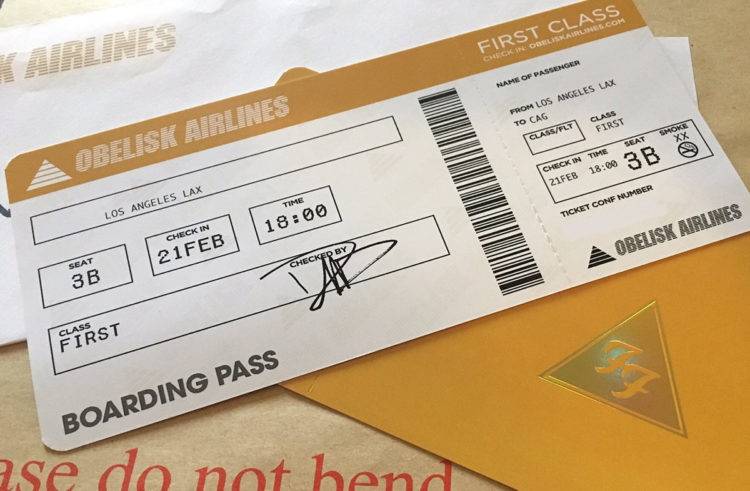 K AIRLINES
OBELISK AIRLINES
LOS ANGELES LAX
SEAT
3B
CHECK IN
21FEB
TIME
18:00
CHECKED BY
CLASS
FIRST
BOARDING PASS
FIRST CLASS
CHECK IN: OBELISKAIRLINES.COM
NAME OF PASSENGER
FROM LOS ANGELES LAX
TO CAG
CLASS/FLT
CLASS
FIRST
CHECK IN
21FEB
TIME
18:00
SEAT
3B
SMOKE
XX
TICKET CONF NUMBER
OBELISK AIRLINES
FF
ase do not bend